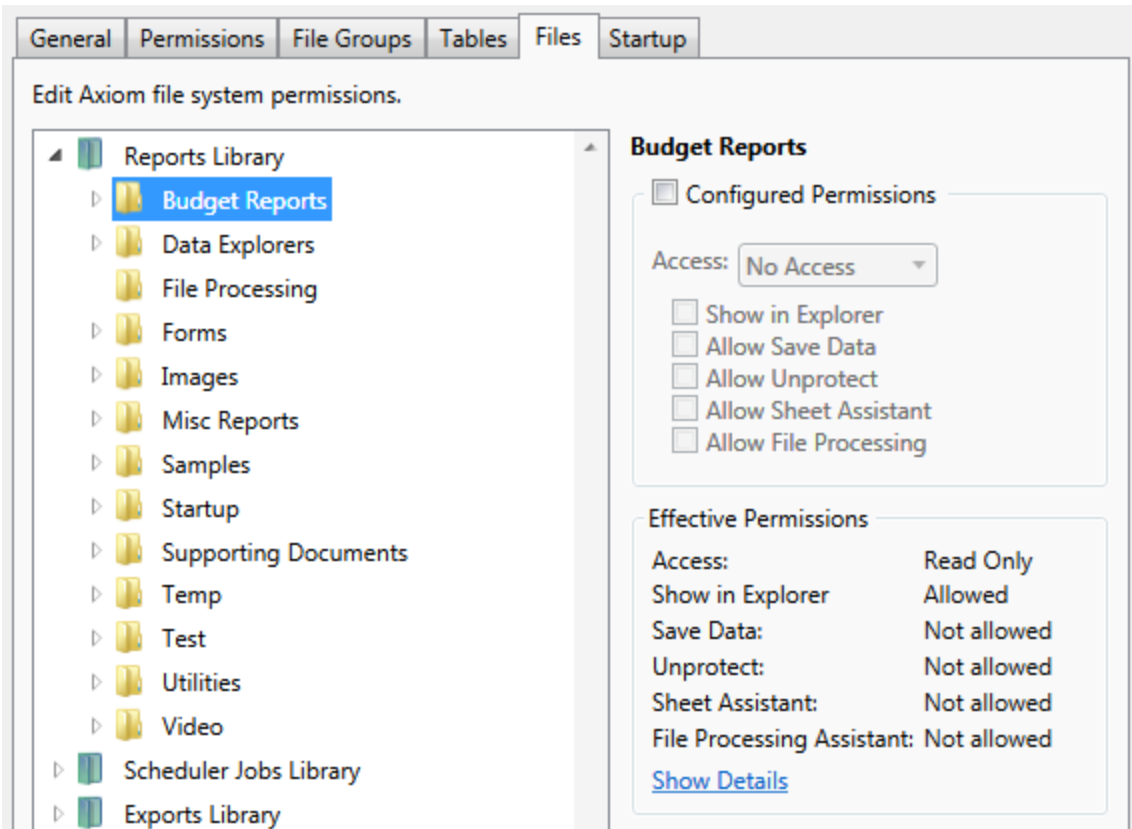 General Permissions File Groups Tables Files Startup
Edit Axiom file system permissions.
Reports Library
Budget Reports
Data Explorers
File Processing
Forms
Images
Misc Reports
Samples
Startup
Supporting Documents
Temp
Test
Utilities
Video
Scheduler Jobs Library
Exports Library
Budget Reports
Configured Permissions
Access: No Access
Show in Explorer
Allow Save Data
Allow Unprotect
Allow Sheet Assistant
Allow File Processing
Effective Permissions
Access: Read Only
Show in Explorer Allowed
Save Data: Not allowed
Unprotect: Not allowed
Sheet Assistant: Not allowed
File Processing Assistant: Not allowed
Show Details